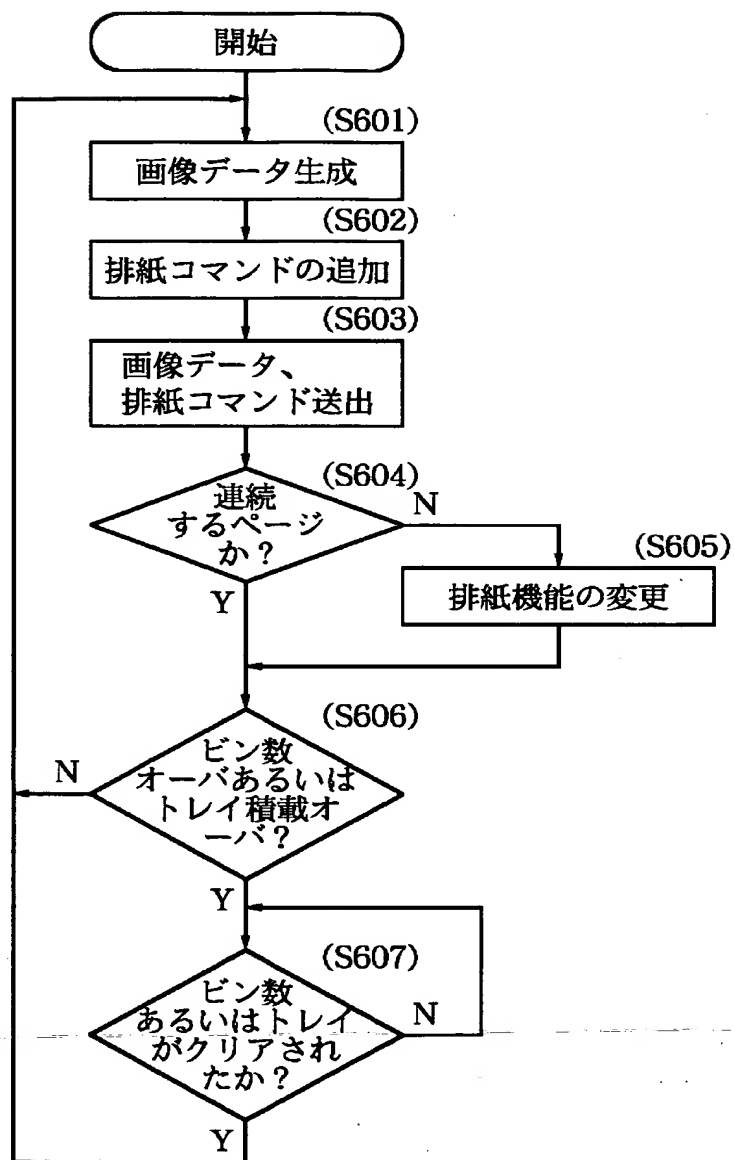 開始
(S601)
画像データ生成
(S602)
排紙コマンドの追加
(S603)
画像データ、
排紙コマンド送出
(S604)
連続
するページ
か？
N
Y
(S605)
排紙機能の変更
(S606)
ビン数
オーバあるいは
トレイ積載オ
ーバ？
N
Y
(S607)
ビン数
あるいはトレイ
がクリアされ
たか？
N
Y